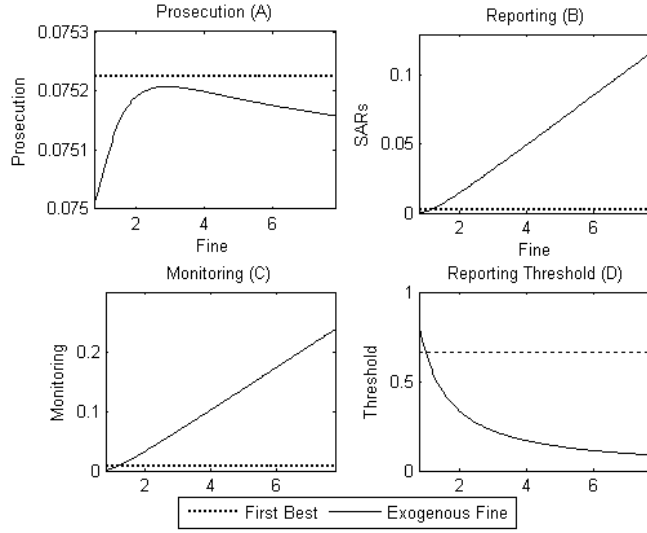 Prosecution (A)
0.0753
0.0752
0.0751
0.075
Prosecution
2 4 6
Fine
Reporting (B)
0.1
0.05
0
SARs
2 4 6
Fine
Monitoring (C)
0.2
0.1
0
Monitoring
2 4 6
Reporting Threshold (D)
1
0.5
0
Threshold
2 4 6
First Best Exogenous Fine